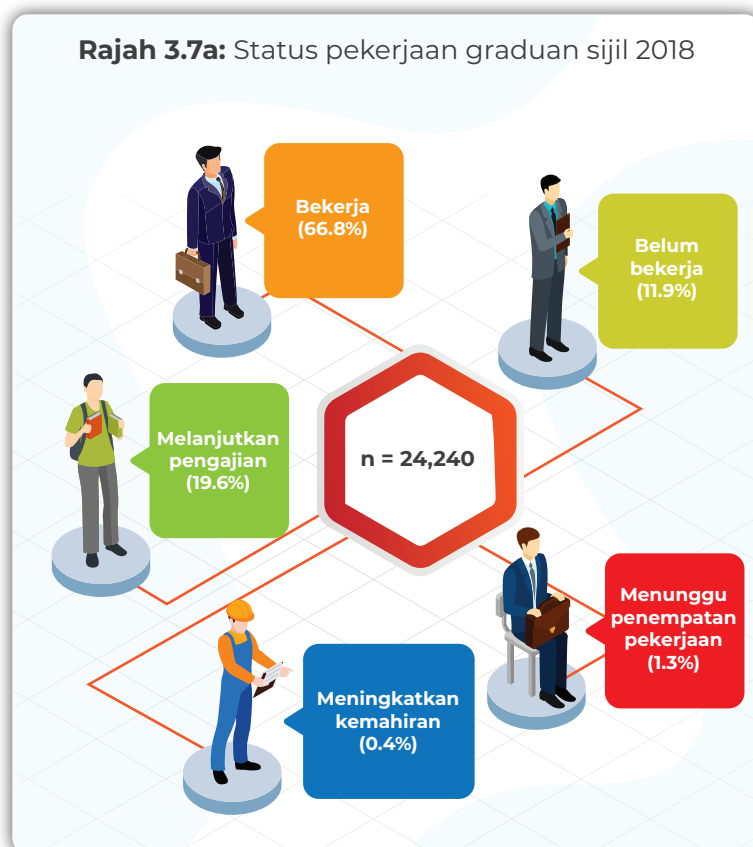 Rajah 3.7a: Status pekerjaan graduan sijil 2018
Bekerja
(66.8%)
Belum
bekerja
(11.9%)
Melanjutkan
pengajian
(19.6%)
n = 24,240
Menunggu
penempatan
pekerjaan
(1.3%)
Meningkatkan
kemahiran
(0.4%)